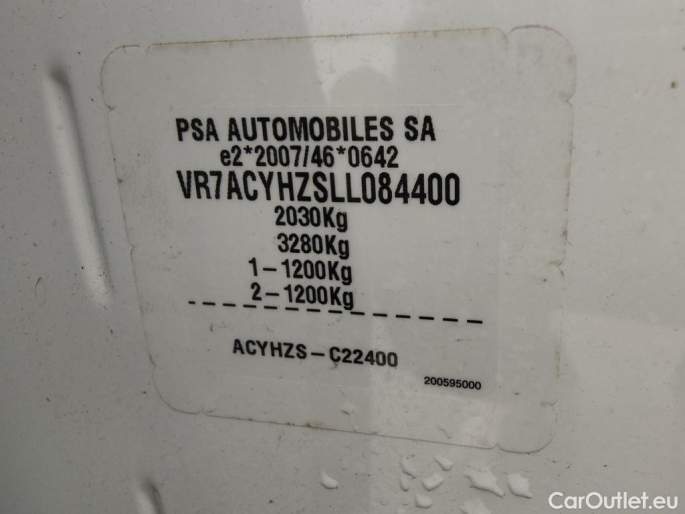 PSA AUTOMOBILES SA
e2*2007/46*0642
VR7ACYHZSLL084400
2030Kg
3280Kg
1-1200Kg
2-1200Kg
ACYHZS-C22400
200595000
CarOutlet.eu